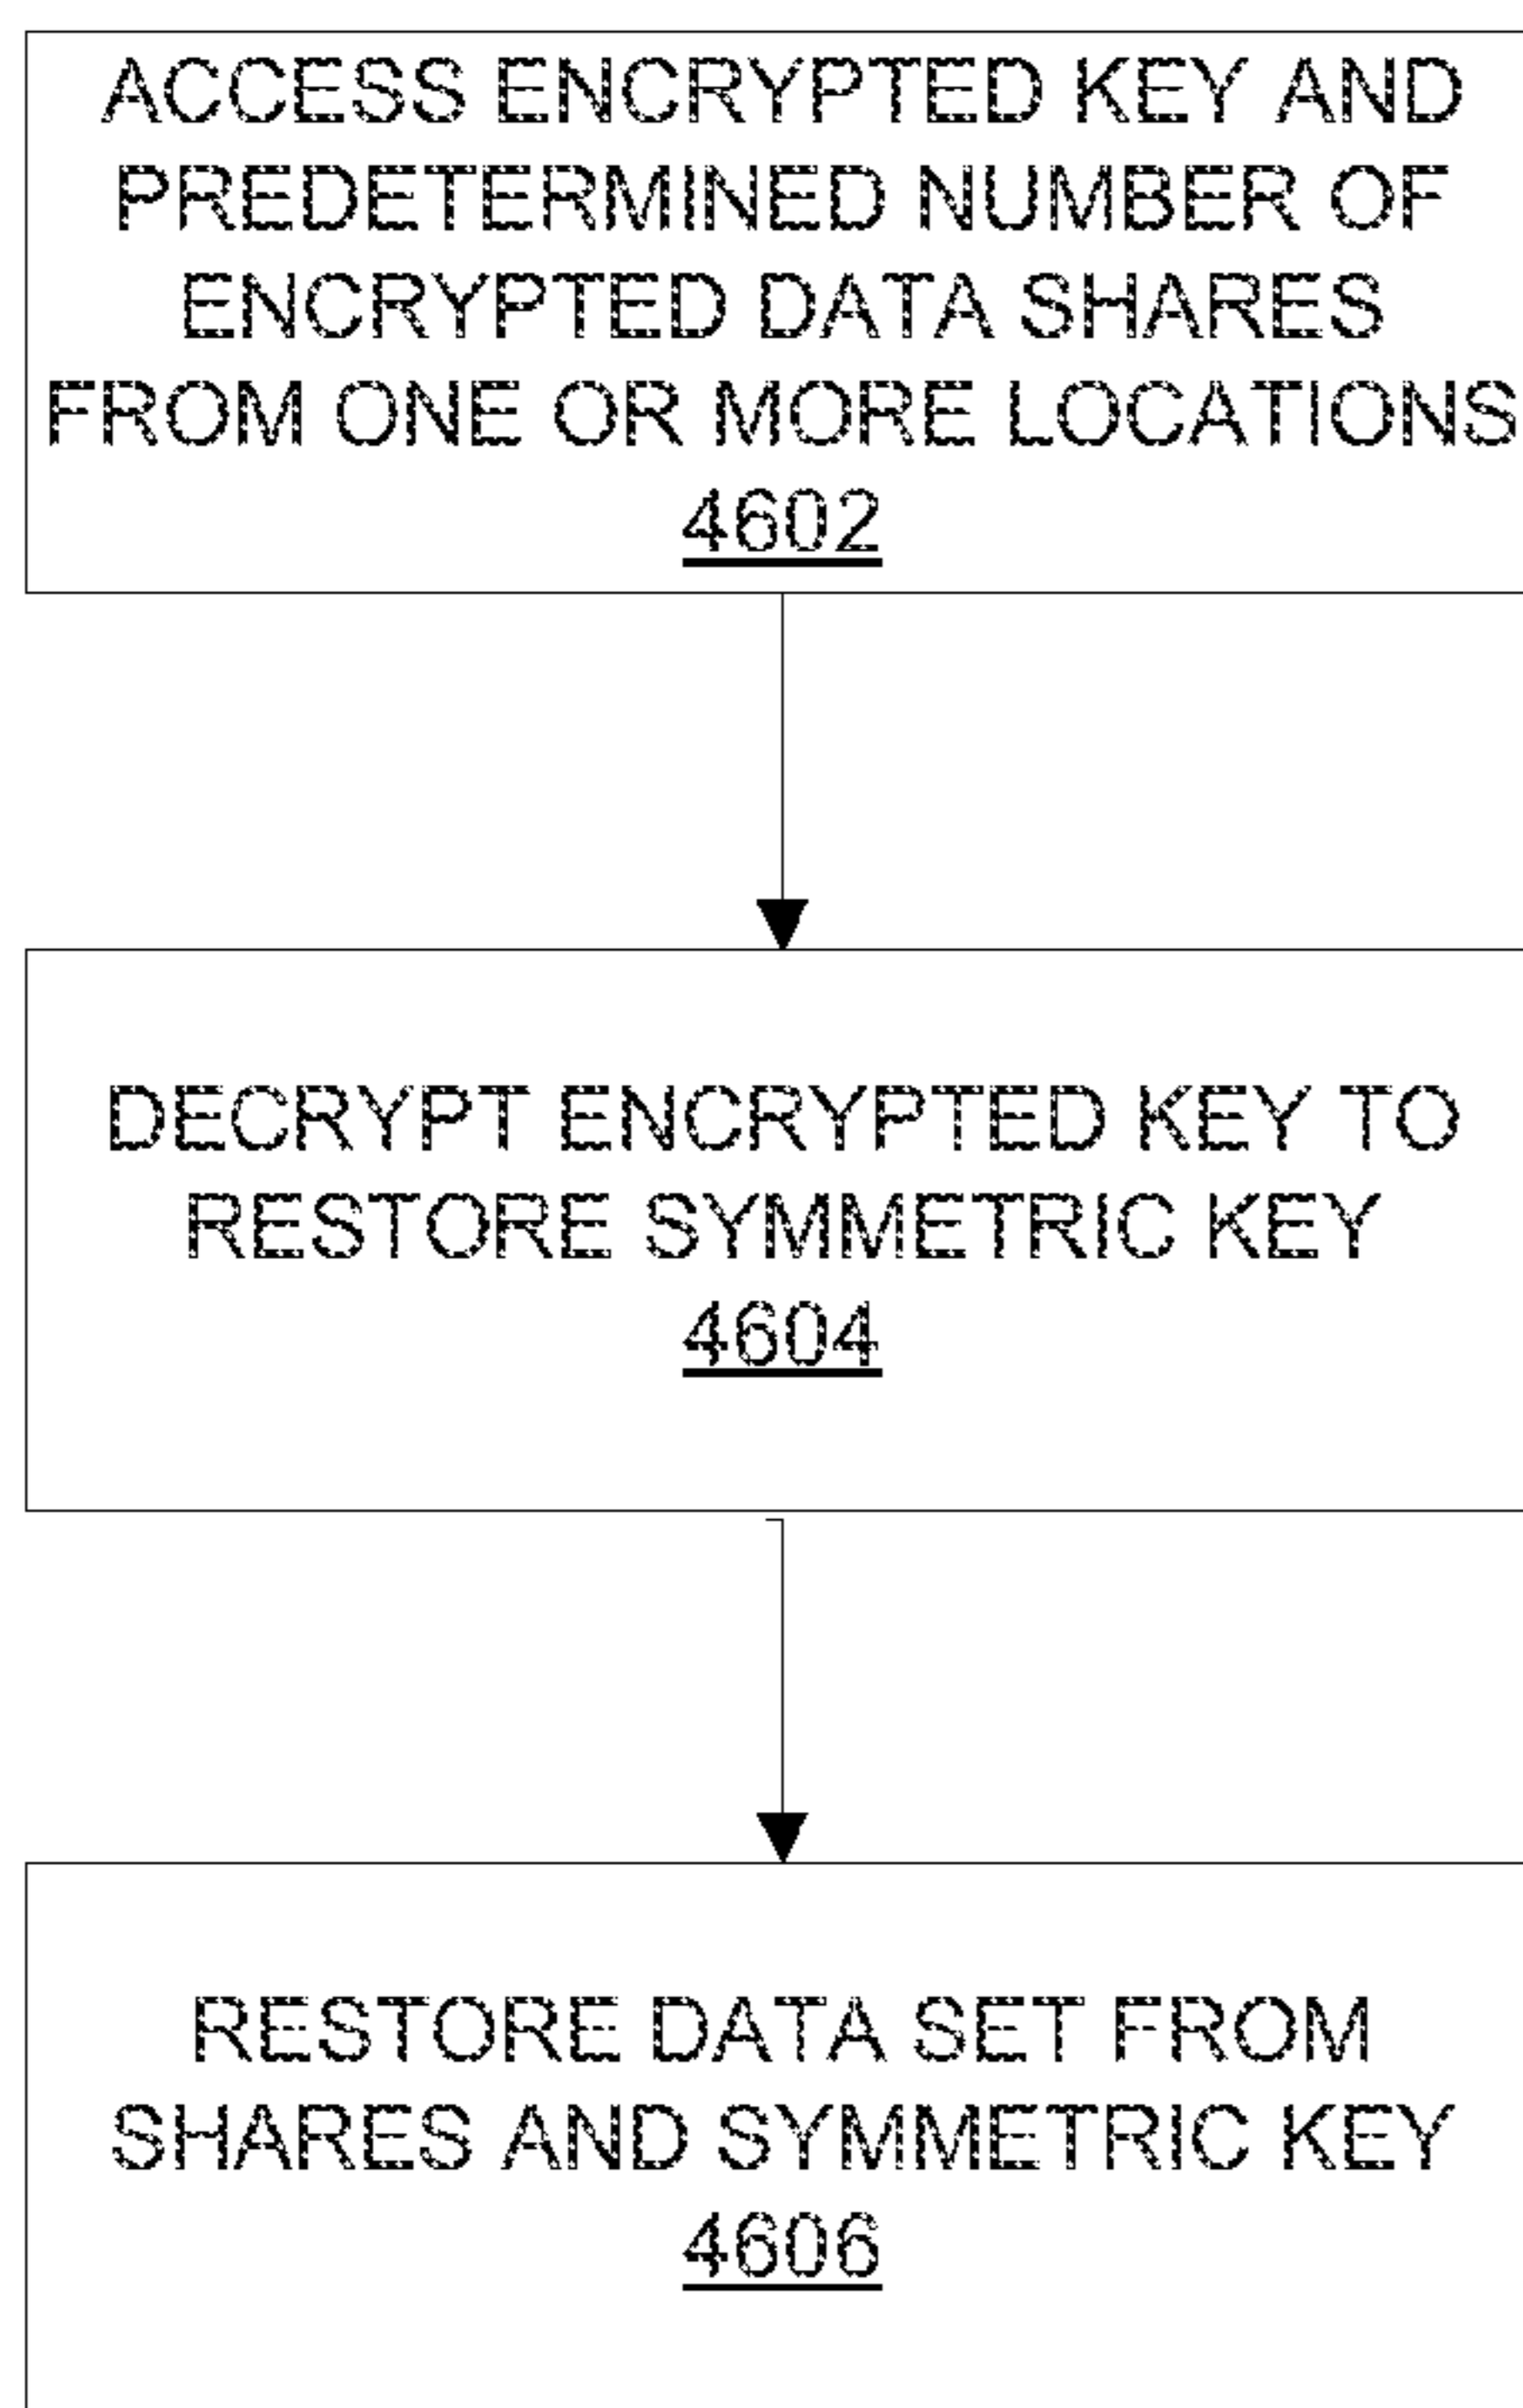 ACCESS ENCRYPTED KEY AND
PREDETERMINED NUMBER OF
ENCRYPTED DATA SHARES
FROM ONE OR MORE LOCATIONS
4602
DECRYPT ENCRYPTED KEY TO
RESTORE SYMMETRIC KEY
4604
RESTORE DATA SET FROM
SHARES AND SYMMETRIC KEY
4606